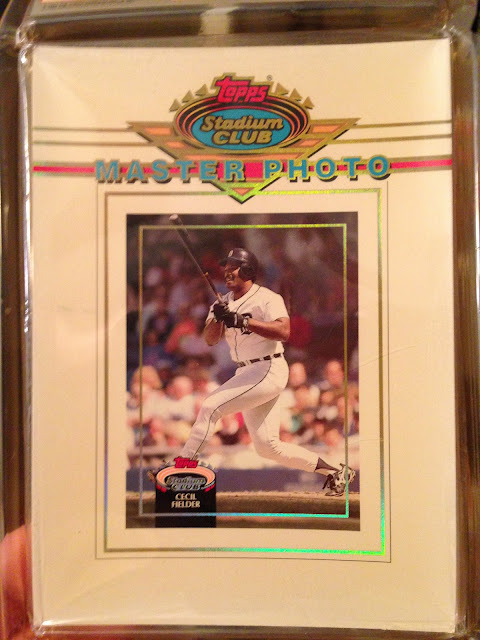 Topps
Stadium
CLUB
MASTER PHOTO
Topps
Stadium
CLUB
CECIL
FIELDER